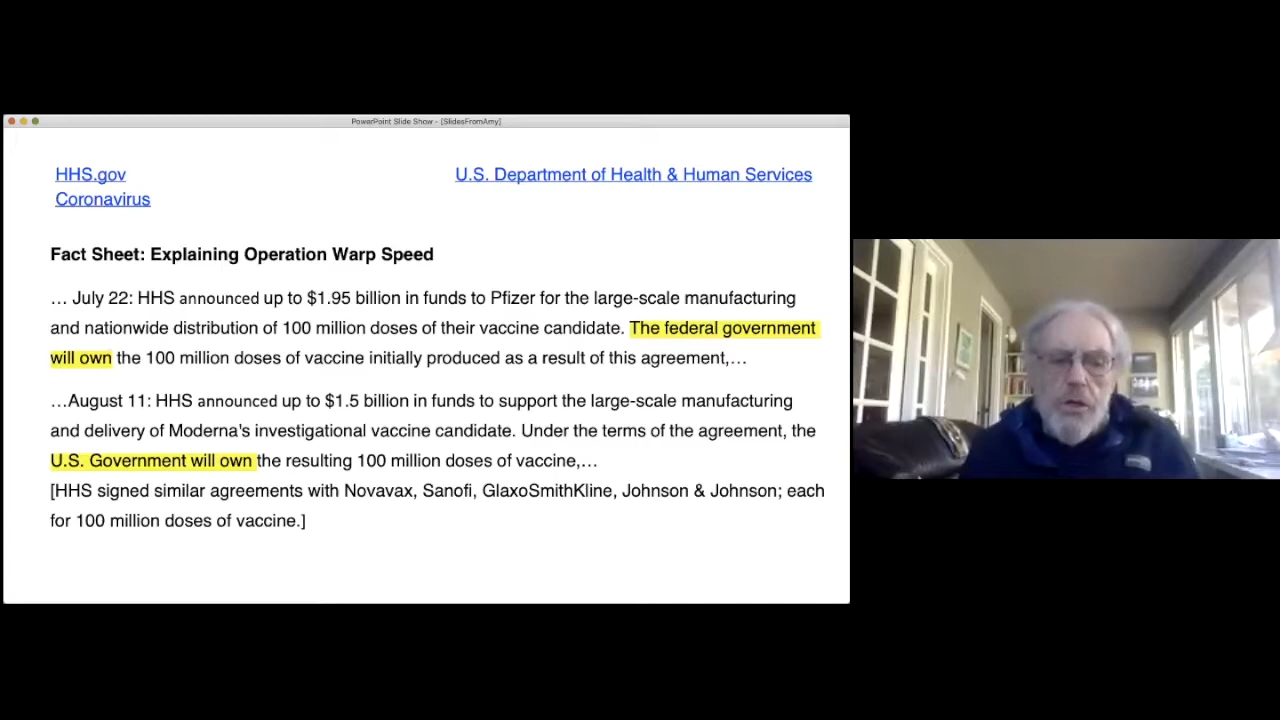 PowerPoint Slide Show - [SlidesFromAmy]
HHS.gov
U.S. Department of Health & Human Services
Coronavirus
Fact Sheet: Explaining Operation Warp Speed
… July 22: HHS announced up to $1.95 billion in funds to Pfizer for the large-scale manufacturing
and nationwide distribution of 100 million doses of their vaccine candidate. The federal government
will own the 100 million doses of vaccine initially produced as a result of this agreement,…
…August 11: HHS announced up to $1.5 billion in funds to support the large-scale manufacturing
and delivery of Moderna's investigational vaccine candidate. Under the terms of the agreement, the
U.S. Government will own the resulting 100 million doses of vaccine,…
[HHS signed similar agreements with Novavax, Sanofi, GlaxoSmithKline, Johnson & Johnson; each
for 100 million doses of vaccine.]